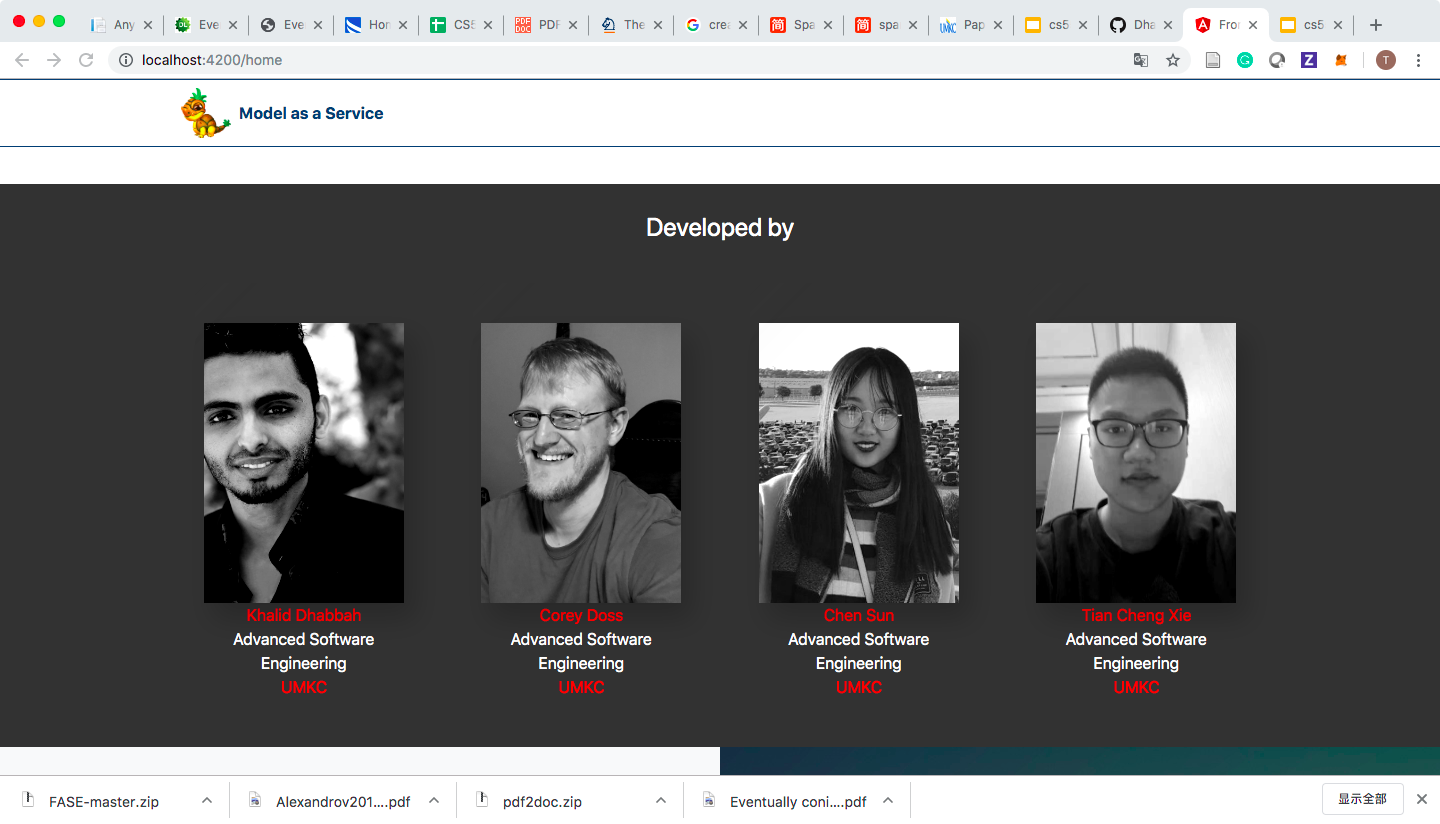 Any
Eve
Eve
Hon
CS5
PDF
The
crea
Spa
spa
Pap
cs5
Dha
Fron
cs5
localhost:4200/home
T
Model as a Service
Developed by
Khalid Dhabbah
Advanced Software
Engineering
UMKC
Corey Doss
Advanced Software
Engineering
UMKC
Chen Sun
Advanced Software
Engineering
UMKC
Tian Cheng Xie
Advanced Software
Engineering
UMKC
FASE-master.zip
Alexandrov201....pdf
pdf2doc.zip
Eventually coni....pdf
显示全部